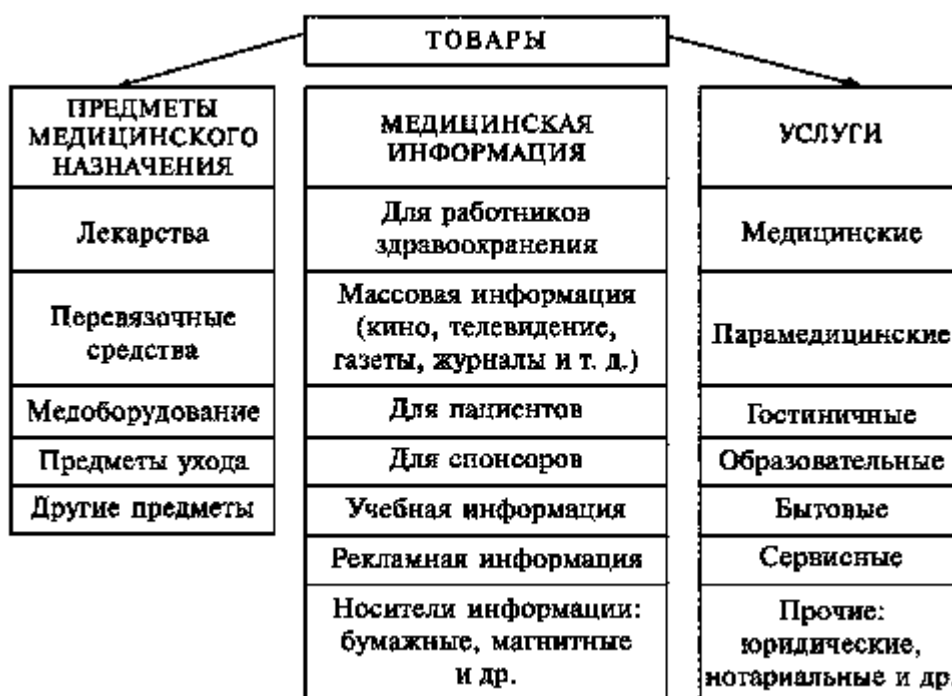 ТОВАРЫ
ПРЕДМЕТЫ
МЕДИЦИНСКОГО
НАЗНАЧЕНИЯ
Лекарства
Перевязочные
средства
Медоборудование
Предметы ухода
Другие предметы
МЕДИЦИНСКАЯ
ИНФОРМАЦИЯ
Для работников
здравоохранения
Массовая информация
(кино, телевидение,
газеты, журналы и т. д.)
Для пациентов
Для спонсоров
Учебная информация
Рекламная информация
Носители информации:
бумажные, магнитные
и др.
УСЛУГИ
Медицинские
Парамедицинские
Гостиничные
Образовательные
Бытовые
Сервисные
Прочие:
юридические,
нотариальные и др